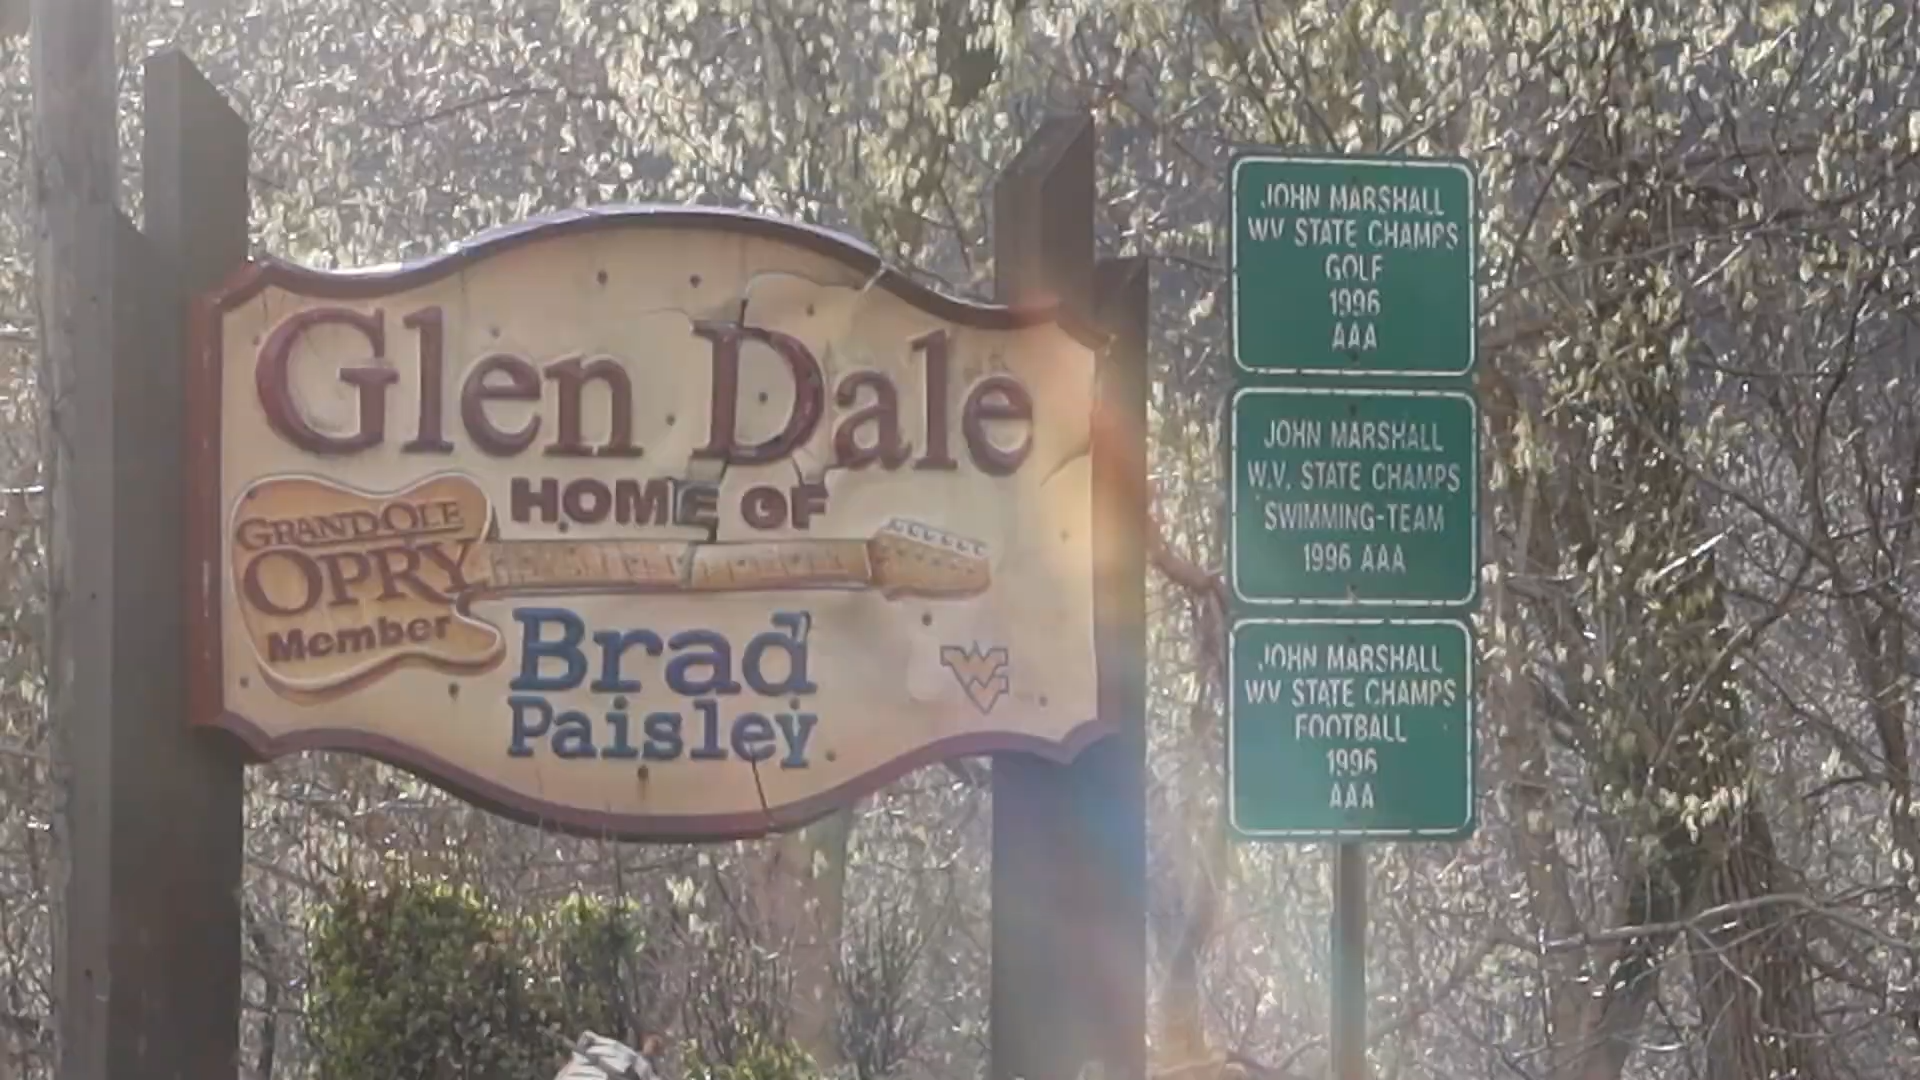 Glen Dale
HOME OF
GRAND OLE
OPRY
Member
Brad
Paisley
WV
JOHN MARSHALL
WV STATE CHAMPS
GOLF
1996
AAA
JOHN MARSHALL
W.V. STATE CHAMPS
SWIMMING-TEAM
1996 AAA
JOHN MARSHALL
WV STATE CHAMPS
FOOTBALL
1996
AAA